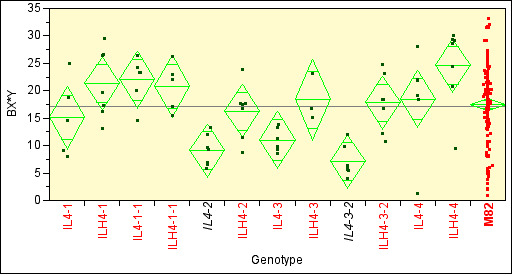 35
30
25
20
15
10
5
0
BX*Y
IL4-1
ILH4-1
IL4-1-1
ILH4-1-1
IL4-2
ILH4-2
IL4-3
ILH4-3
IL4-3-2
ILH4-3-2
IL4-4
ILH4-4
M82
Genotype